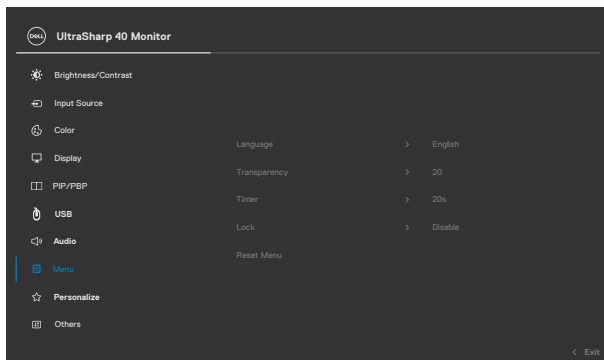 DELL UltraSharp 40 Monitor
Brightness/Contrast
Input Source
Color
Display
PIP/PBP
USB
Audio
Menu
Personalize
Others
Language > English
Transparency > 20
Timer > 20s
Lock > Disable
Reset Menu
< Exit